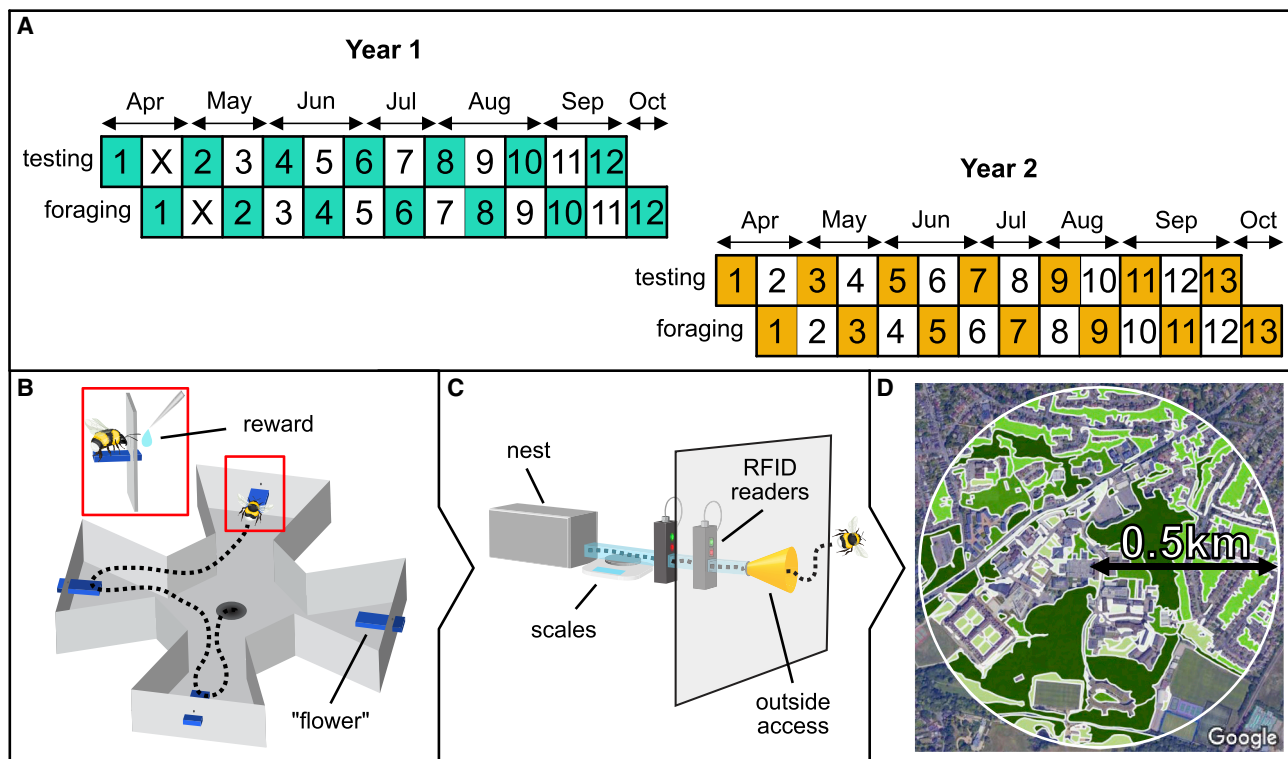 A
Year 1
Apr May Jun Jul Aug Sep Oct
testing 1 X 2 3 4 5 6 7 8 9 10 11 12
foraging 1 X 2 3 4 5 6 7 8 9 10 11 12
Year 2
Apr May Jun Jul Aug Sep Oct
testing 1 2 3 4 5 6 7 8 9 10 11 12 13
foraging 1 2 3 4 5 6 7 8 9 10 11 12 13
B
reward
"flower"
C
nest
RFID
readers
scales
outside
access
D
0.5km
Google